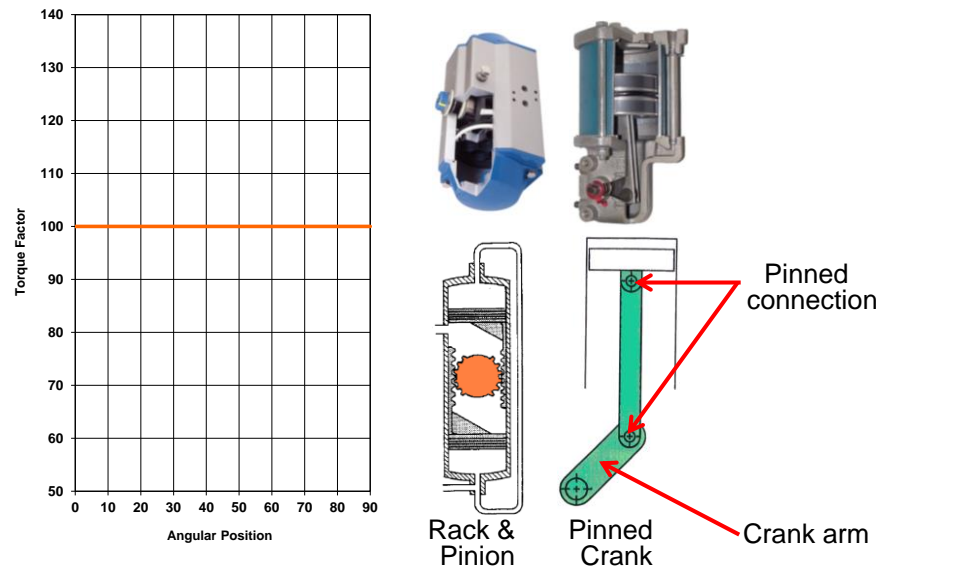 140
130
120
110
100
90
80
70
60
50
Torque Factor
0 10 20 30 40 50 60 70 80 90
Angular Position
Pinned
connection
Crank arm
Rack &
Pinion
Pinned
Crank